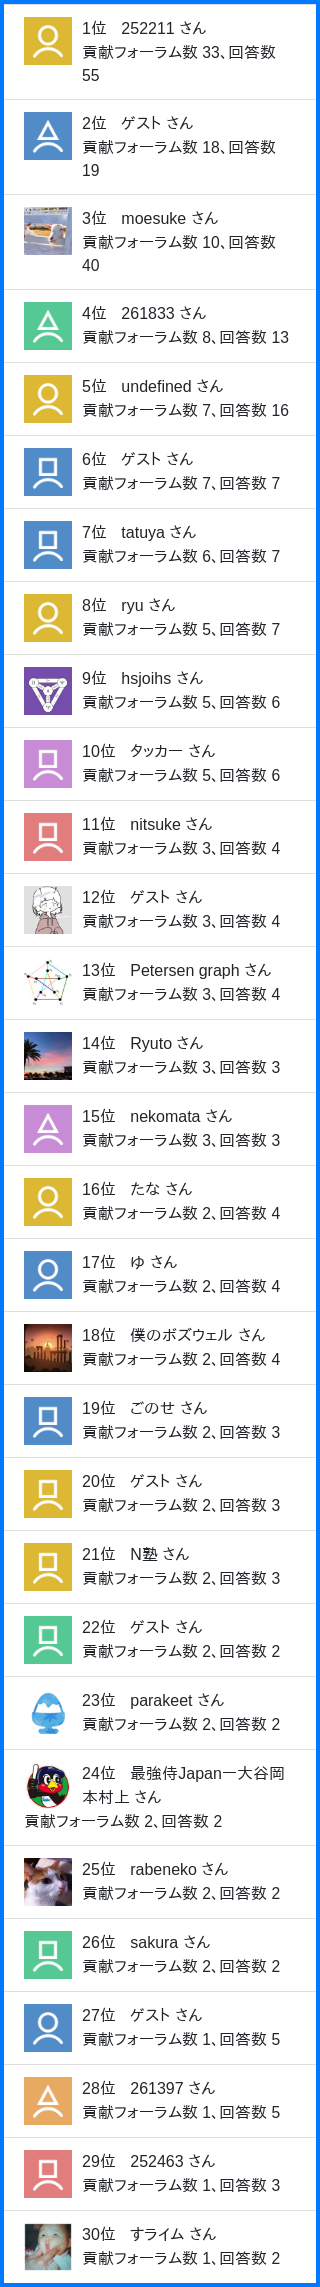 1位 252211 さん
貢献フォーラム数 33、回答数
55
2位 ゲスト さん
貢献フォーラム数 18、回答数
19
3位 moesuke さん
貢献フォーラム数 10、回答数
40
4位 261833 さん
貢献フォーラム数 8、回答数 13
5位 undefined さん
貢献フォーラム数 7、回答数 16
6位 ゲスト さん
貢献フォーラム数 7、回答数 7
7位 tatuya さん
貢献フォーラム数 6、回答数 7
8位 ryu さん
貢献フォーラム数 5、回答数 7
9位 hsjoihs さん
貢献フォーラム数 5、回答数 6
10位 タッカー さん
貢献フォーラム数 5、回答数 6
11位 nitsuke さん
貢献フォーラム数 3、回答数 4
12位 ゲスト さん
貢献フォーラム数 3、回答数 4
13位 Petersen graph さん
貢献フォーラム数 3、回答数 4
14位 Ryuto さん
貢献フォーラム数 3、回答数 3
15位 nekomata さん
貢献フォーラム数 3、回答数 3
16位 たな さん
貢献フォーラム数 2、回答数 4
17位 ゆ さん
貢献フォーラム数 2、回答数 4
18位 僕のボズウェル さん
貢献フォーラム数 2、回答数 4
19位 ごのせ さん
貢献フォーラム数 2、回答数 3
20位 ゲスト さん
貢献フォーラム数 2、回答数 3
21位 N塾 さん
貢献フォーラム数 2、回答数 3
22位 ゲスト さん
貢献フォーラム数 2、回答数 2
23位 parakeet さん
貢献フォーラム数 2、回答数 2
24位 最強侍Japanー大谷岡
本村上 さん
貢献フォーラム数 2、回答数 2
25位 rabeneko さん
貢献フォーラム数 2、回答数 2
26位 sakura さん
貢献フォーラム数 2、回答数 2
27位 ゲスト さん
貢献フォーラム数 1、回答数 5
28位 261397 さん
貢献フォーラム数 1、回答数 5
29位 252463 さん
貢献フォーラム数 1、回答数 3
30位 すライム さん
貢献フォーラム数 1、回答数 2